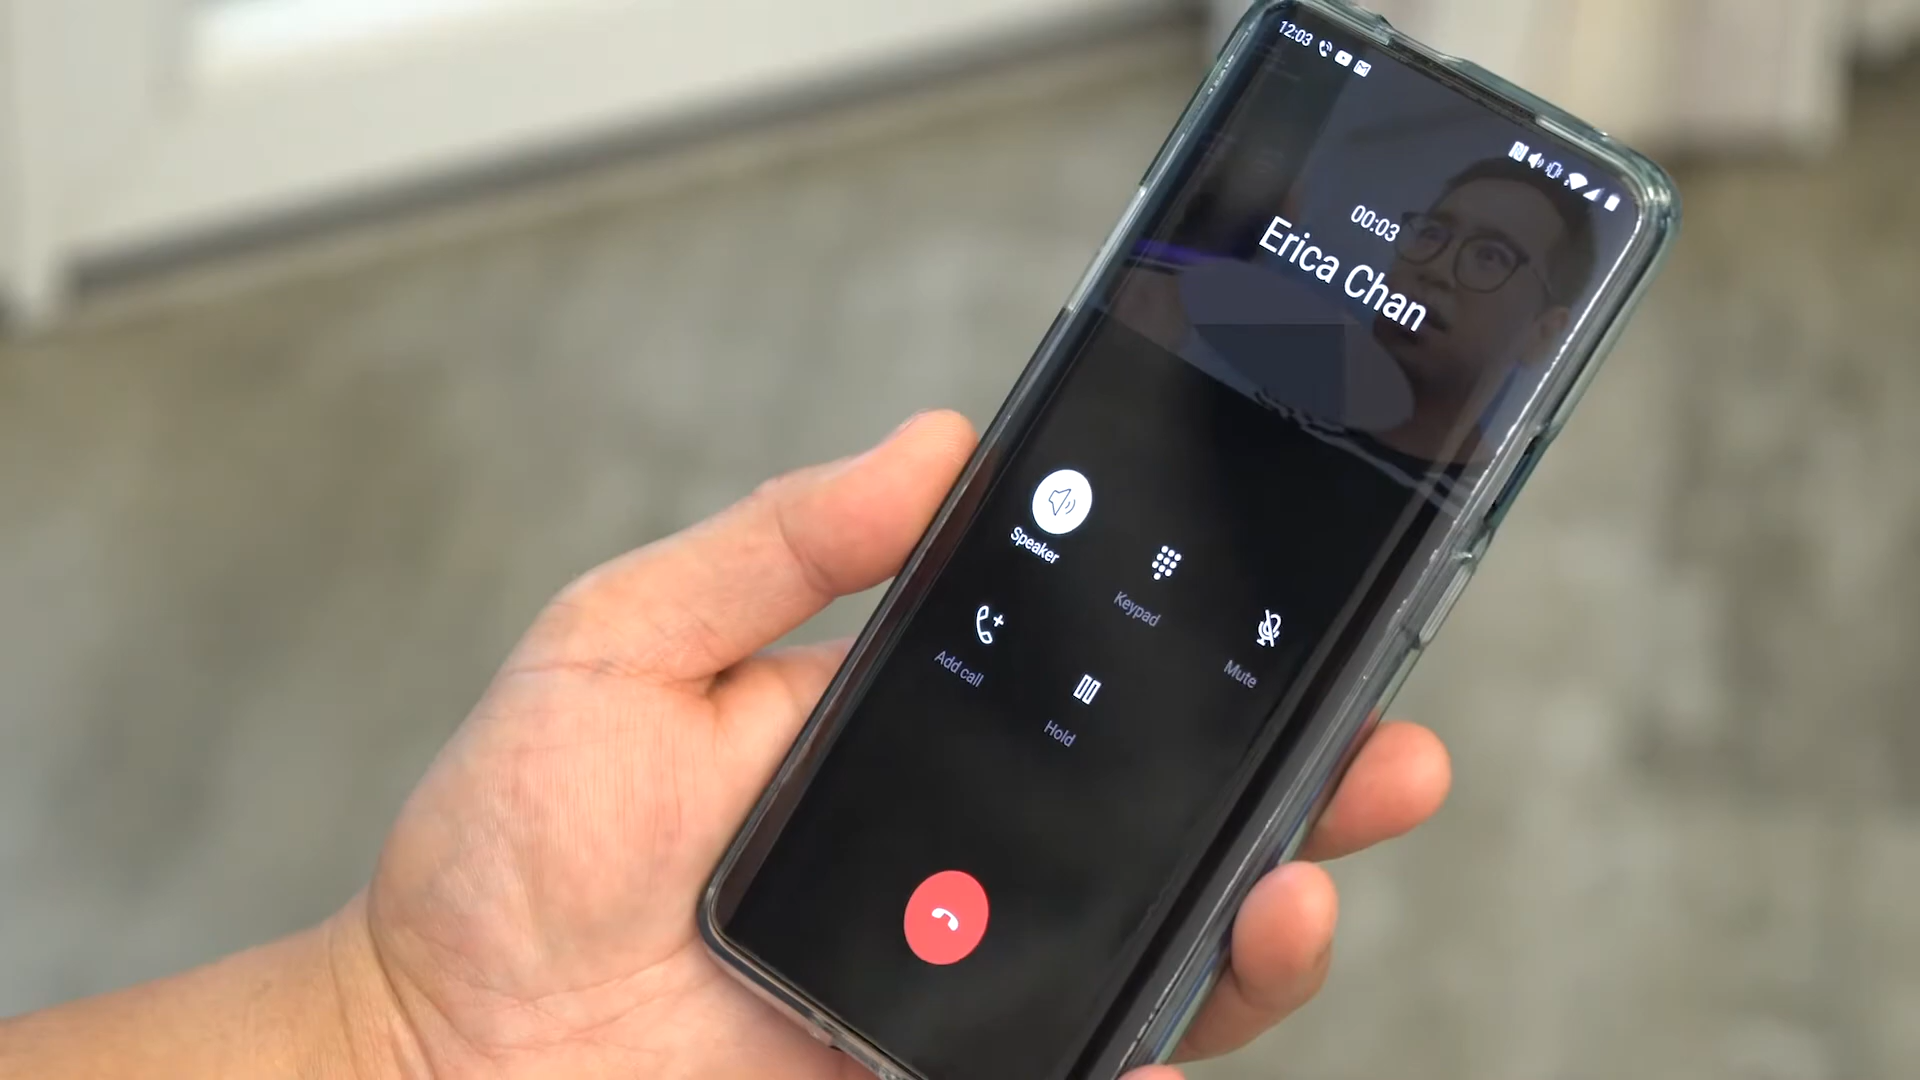 12:03
00:03
Erica Chan
Speaker
Keypad
Mute
Add call
Hold